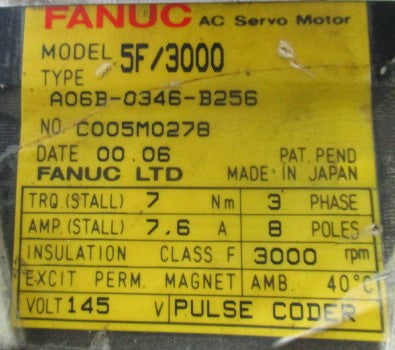 FANUC AC Servo Motor
MODEL 5F/3000
TYPE
A06B-0346-B256
NO. C005M0278
DATE 00.06 PAT. PEND
FANUC LTD MADE IN JAPAN
TRQ.(STALL) 7 Nm 3 PHASE
AMP.(STALL) 7,6 A 8 POLES
INSULATION CLASS F 3000 rpm
EXCIT PERM. MAGNET AMB. 40°C
VOLT 145 V PULSE CODER